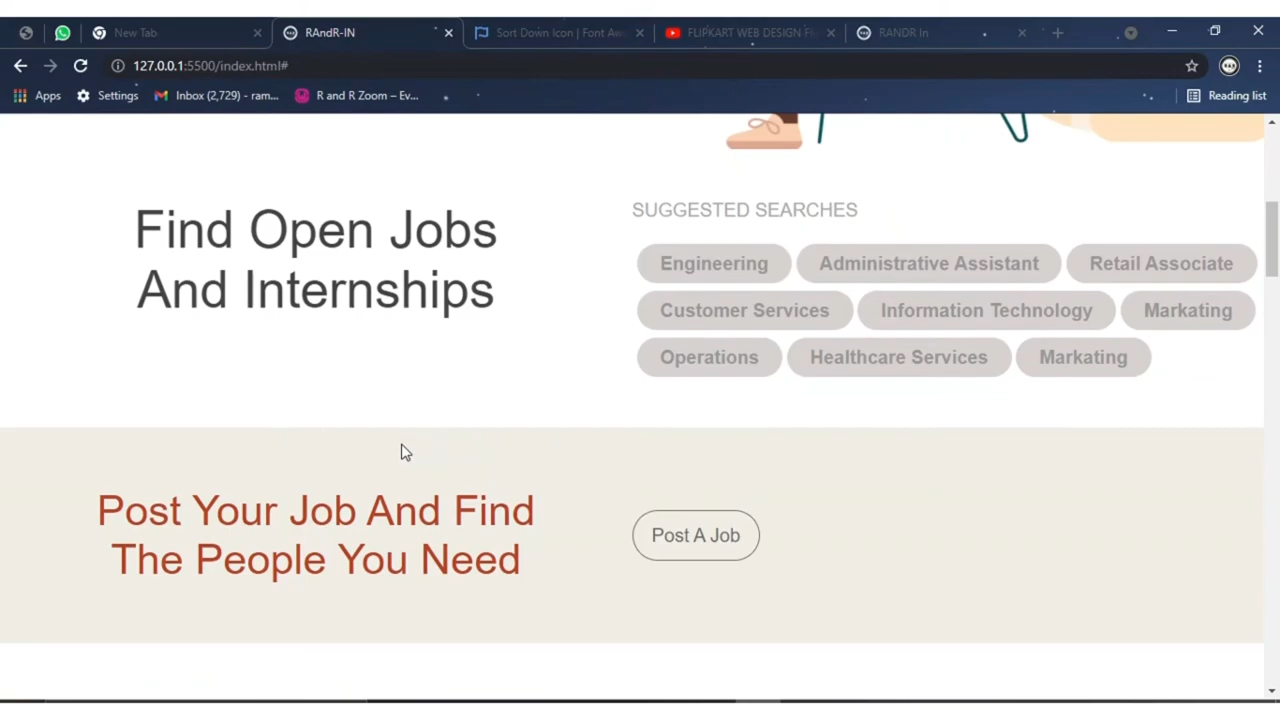 New Tab
RAndR-IN
Sort Down Icon | Font Aw
FLIPKART WEB DESIGN
RANDR In
127.0.0.1:5500/index.html#
Apps
Settings
Inbox (2,729) - ram...
R and R Zoom – Ev...
Reading list
Find Open Jobs
And Internships
SUGGESTED SEARCHES
Engineering Administrative Assistant Retail Associate
Customer Services Information Technology Markating
Operations Healthcare Services Markating
Post Your Job And Find
The People You Need
Post A Job